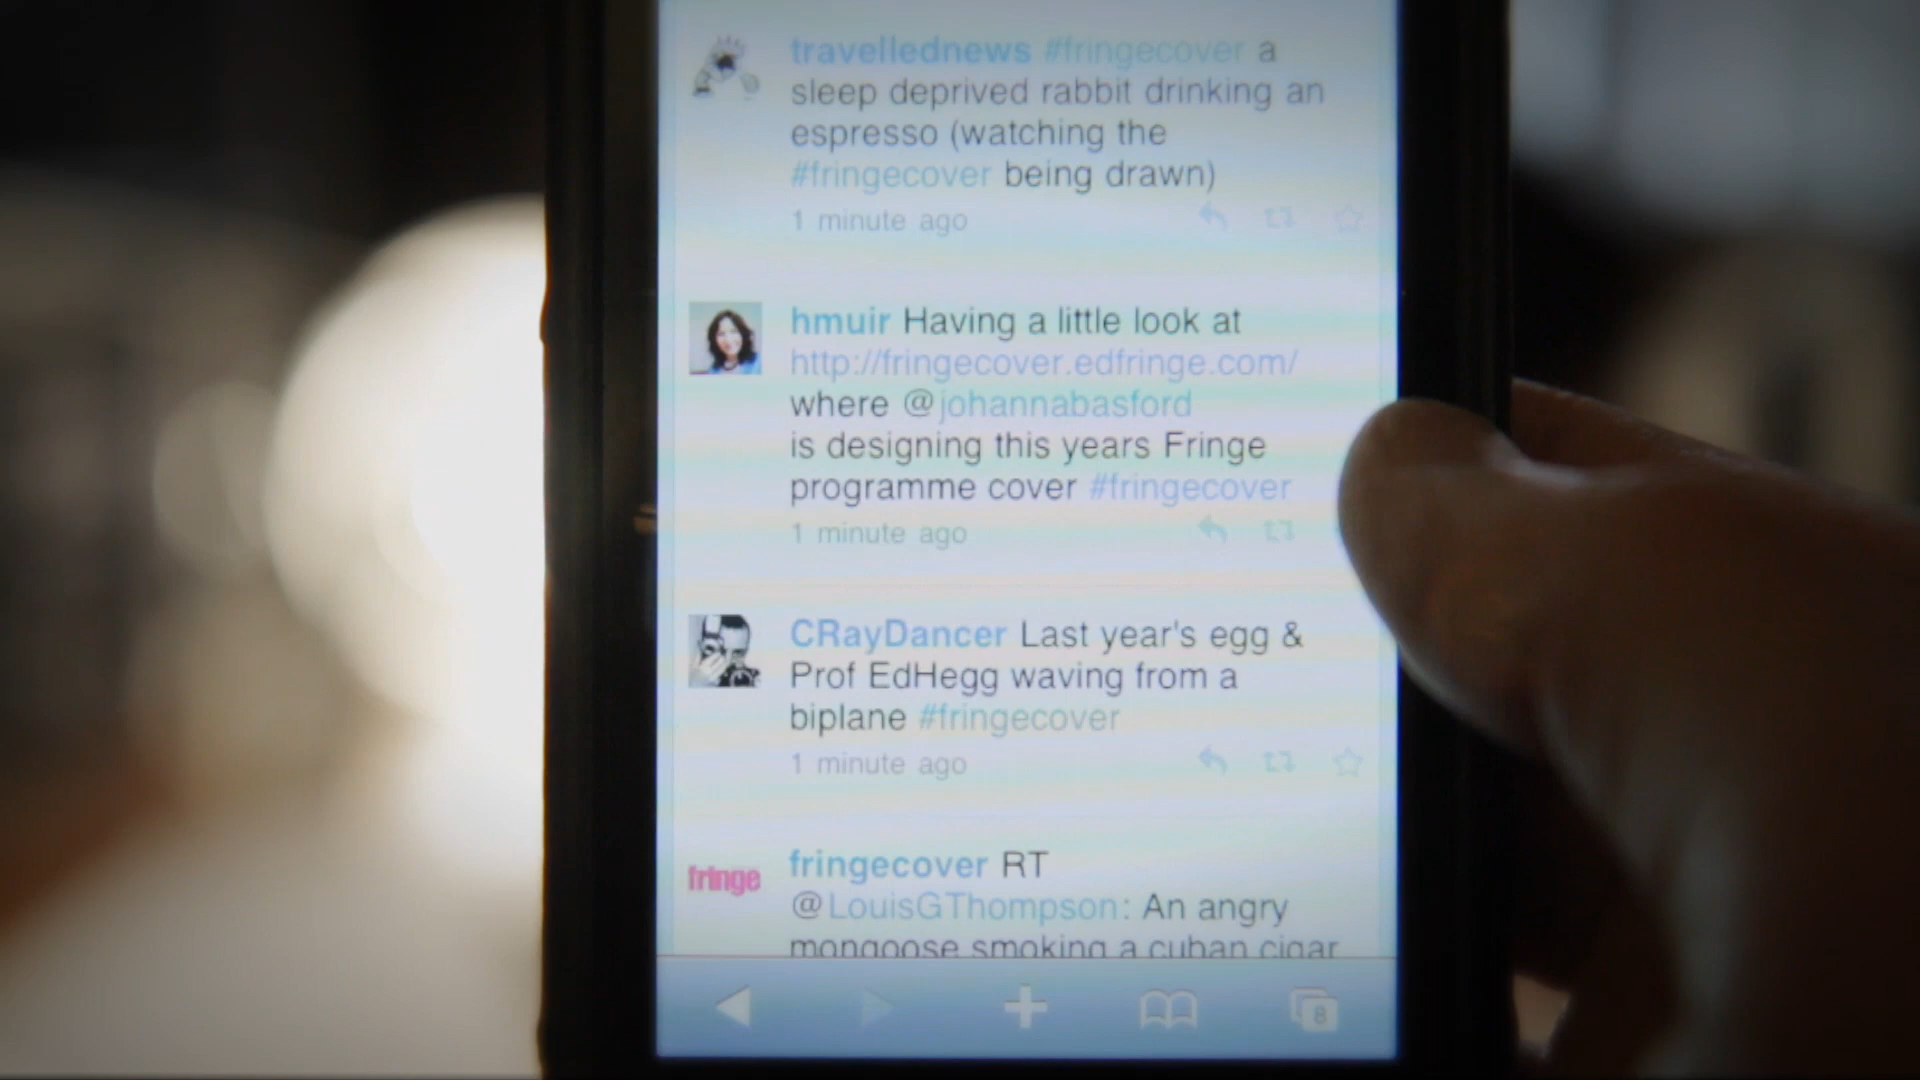 travellednews #fringecover a
sleep deprived rabbit drinking an
espresso (watching the
#fringecover being drawn)
1 minute ago
hmuir Having a little look at
http://fringecover.edfringe.com/
where @johannabasford
is designing this years Fringe
programme cover #fringecover
1 minute ago
CRayDancer Last year's egg &
Prof EdHegg waving from a
biplane #fringecover
1 minute ago
fringe
fringecover RT
@LouisGThompson: An angry
mongoose smoking a cuban cigar
8